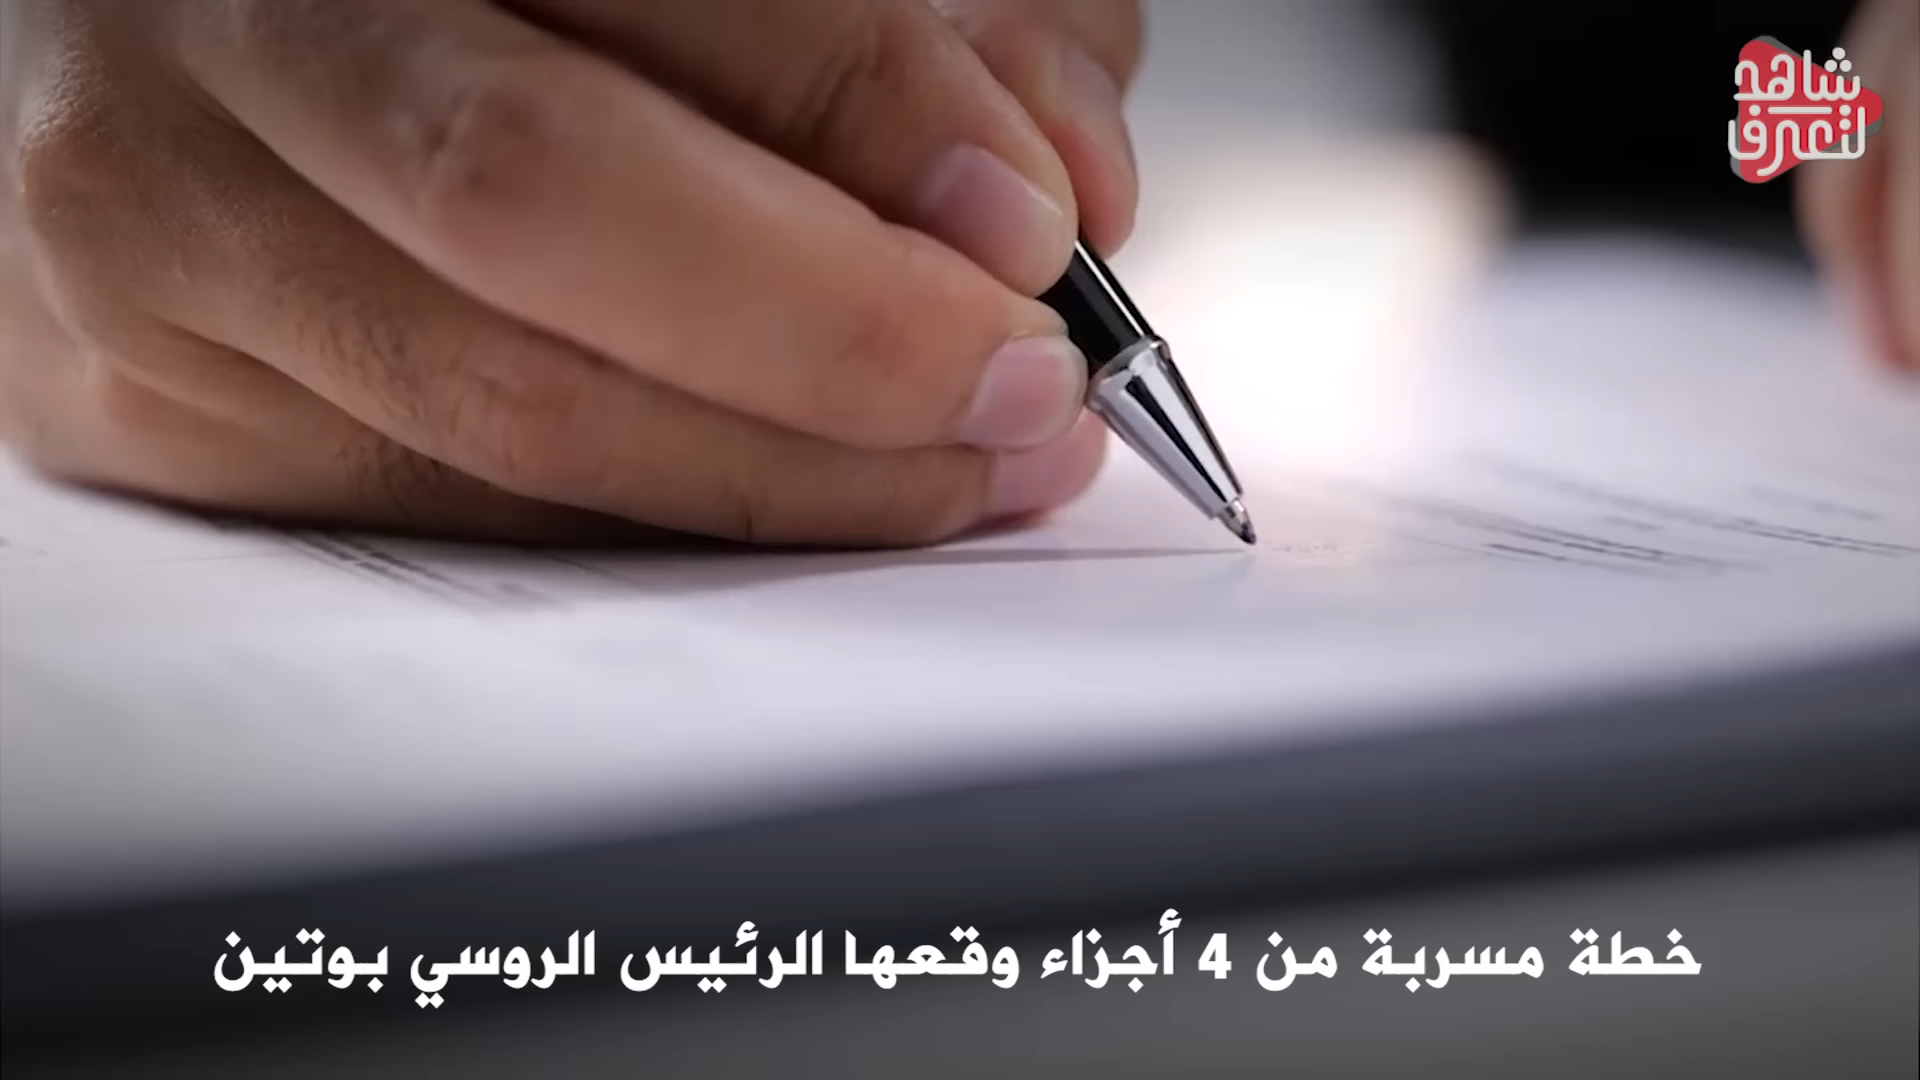 شاهد
لتعرف
خطة مسربة من 4 أجزاء وقعها الرئيس الروسي بوتين